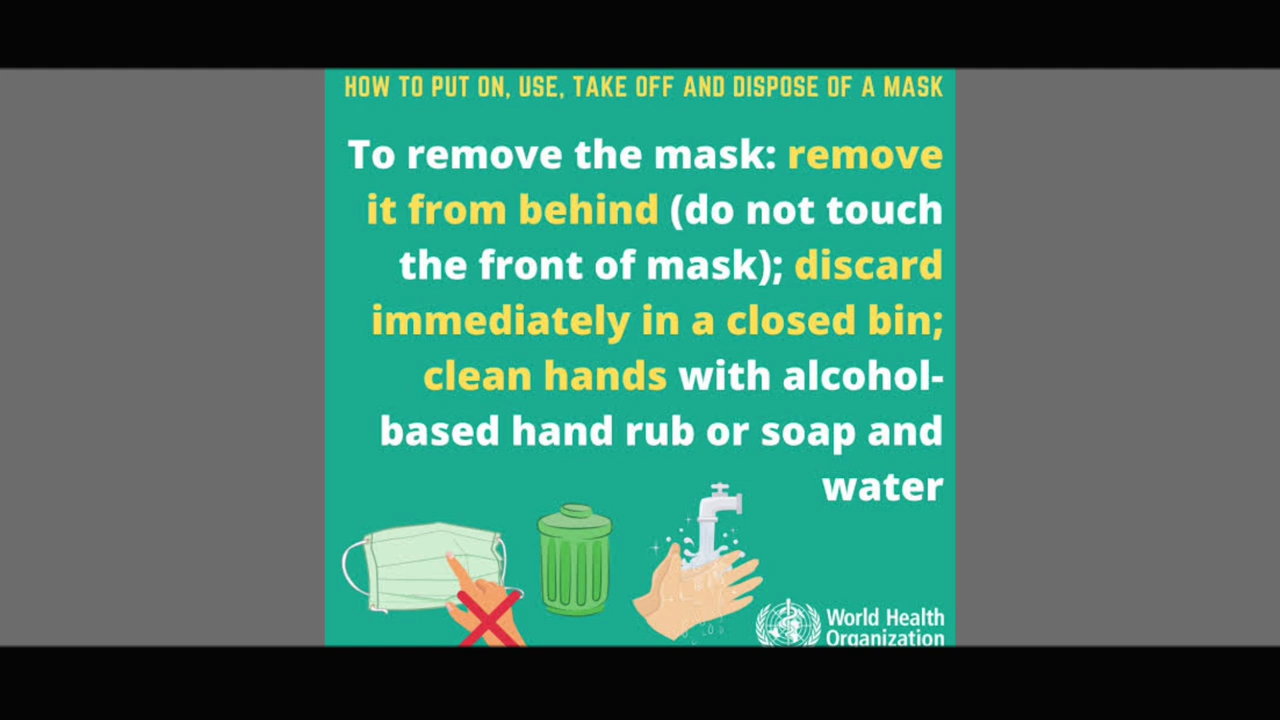 HOW TO PUT ON, USE, TAKE OFF AND DISPOSE OF A MASK
To remove the mask: remove
it from behind (do not touch
the front of mask); discard
immediately in a closed bin;
clean hands with alcohol-
based hand rub or soap and
water
World Health
Organization